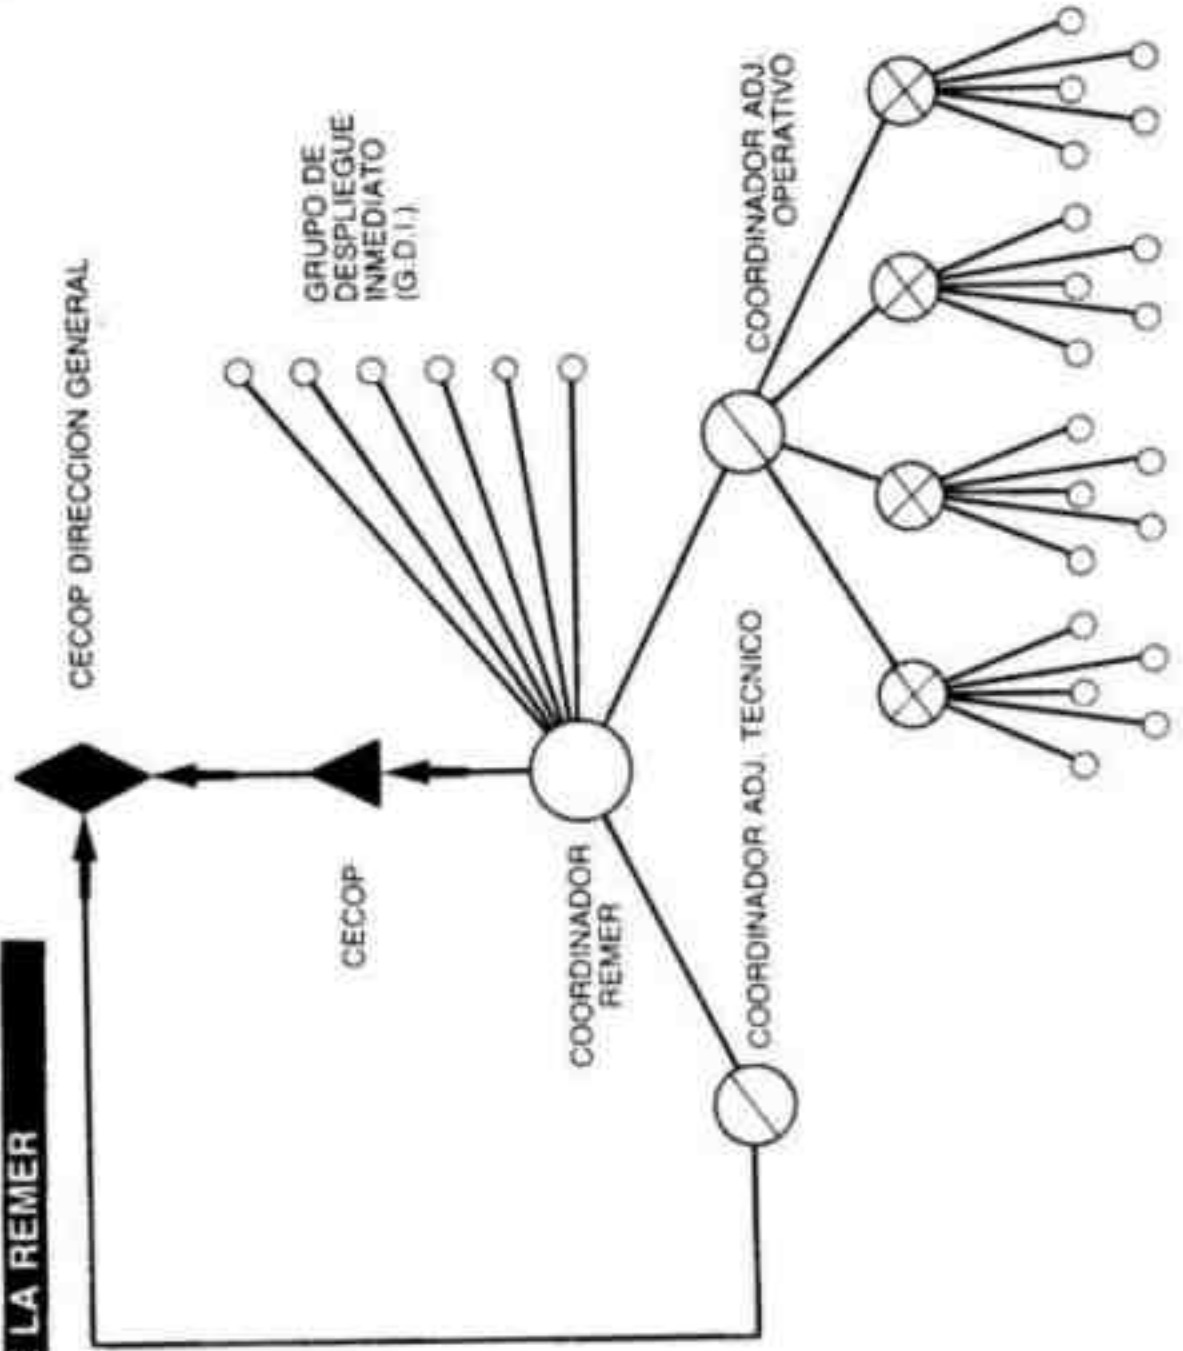 LA REMER
CECOP DIRECCION GENERAL
GRUPO DE
DESPLIEGUE
INMEDIATO
(G.D.I.)
CECOP
COORDINADOR
REMER
COORDINADOR ADJ. TECNICO
COORDINADOR ADJ.
OPERATIVO